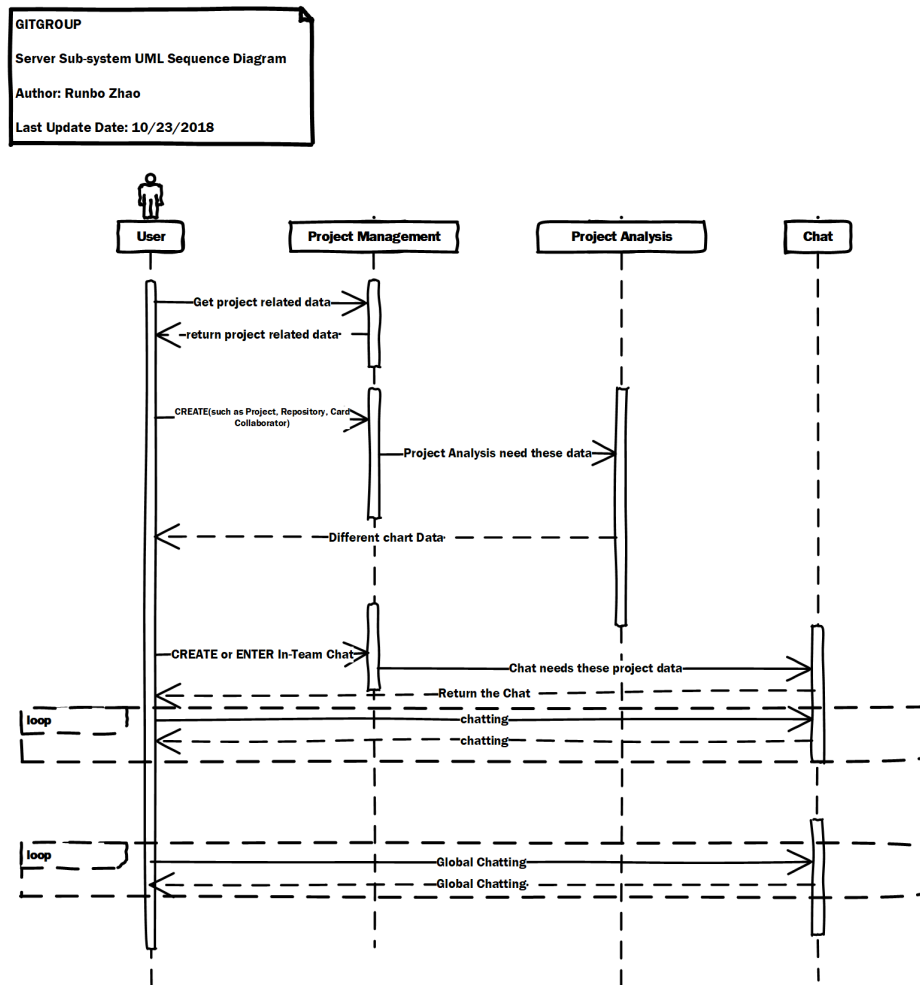 GITGROUP
Server Sub-system UML Sequence Diagram
Author: Runbo Zhao
Last Update Date: 10/23/2018
User
Project Management
Project Analysis
Chat
Get project related data
return project related data
CREATE(such as Project, Repository, Card
Collaborator)
Project Analysis need these data
Different chart Data
CREATE or ENTER In-Team Chat
Chat needs these project data
Return the Chat
loop
chatting
chatting
loop
Global Chatting
Global Chatting